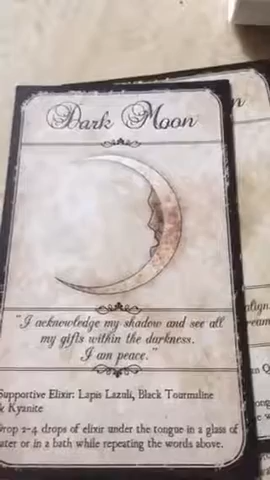 Dark Moon
n
"I acknowledge my shadow and see all
my gifts within the darkness.
I am peace."
Supportive Elixir: Lapis Lazuli, Black Tourmaline
& Kyanite
Drop 2-4 drops of elixir under the tongue in a glass of
water or in a bath while repeating the words above.